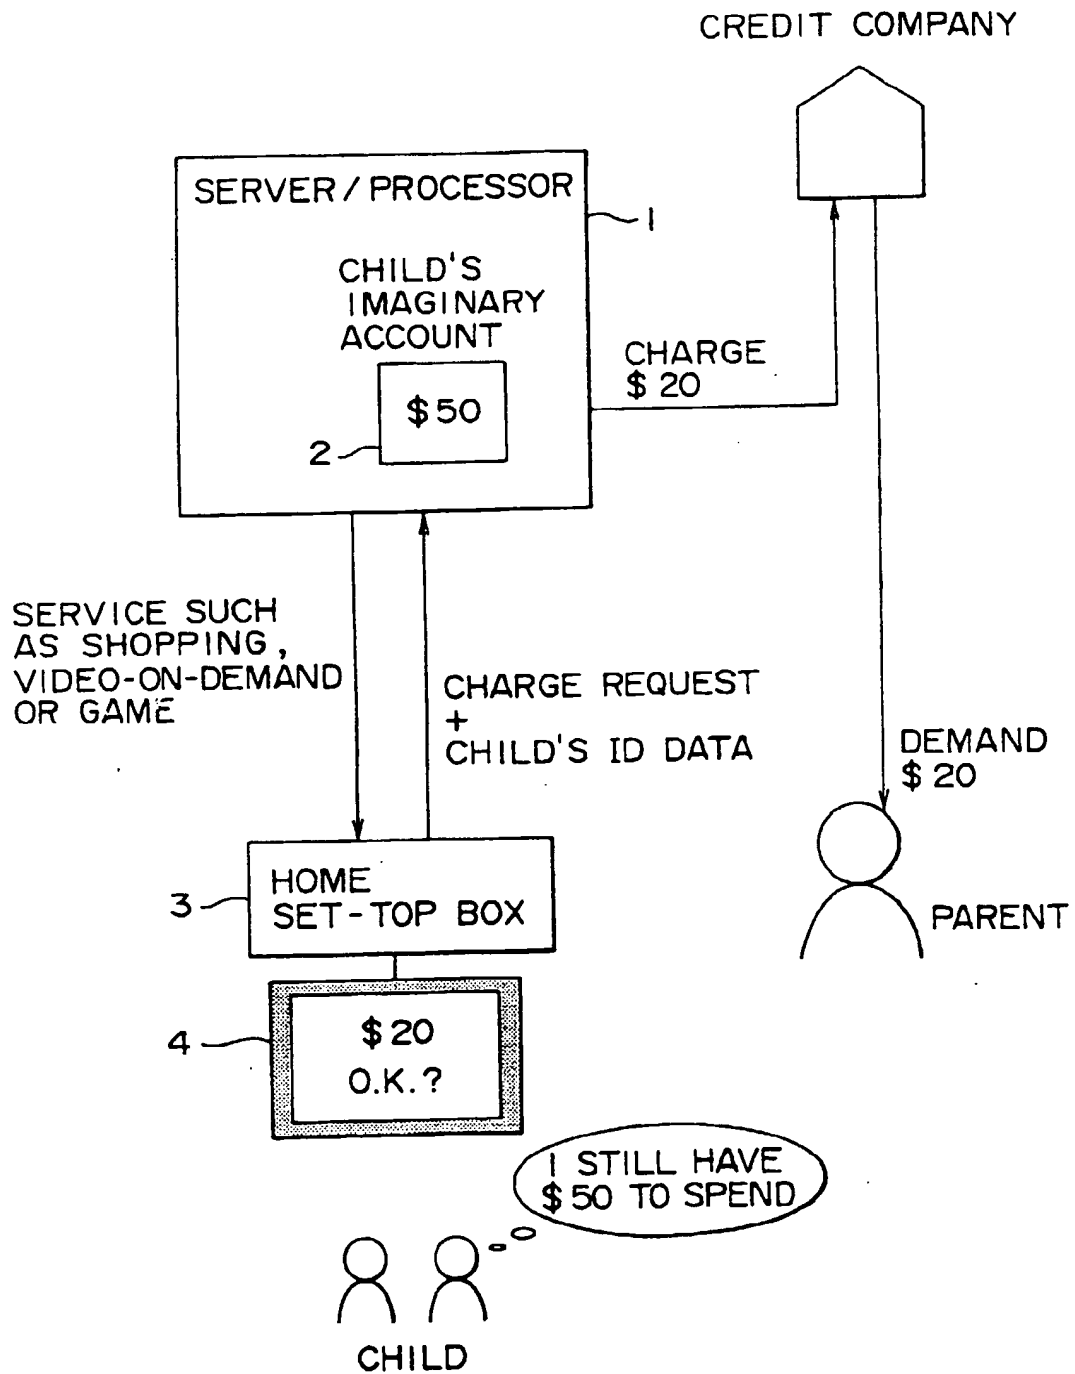 CREDIT COMPANY
SERVER/PROCESSOR
1
CHILD'S
IMAGINARY
ACCOUNT
$50
2
CHARGE
$20
SERVICE SUCH
AS SHOPPING,
VIDEO-ON-DEMAND
OR GAME
CHARGE REQUEST
+
CHILD'S ID DATA
DEMAND
$20
PARENT
HOME
SET-TOP BOX
3
$20
O.K.?
4
I STILL HAVE
$50 TO SPEND
CHILD